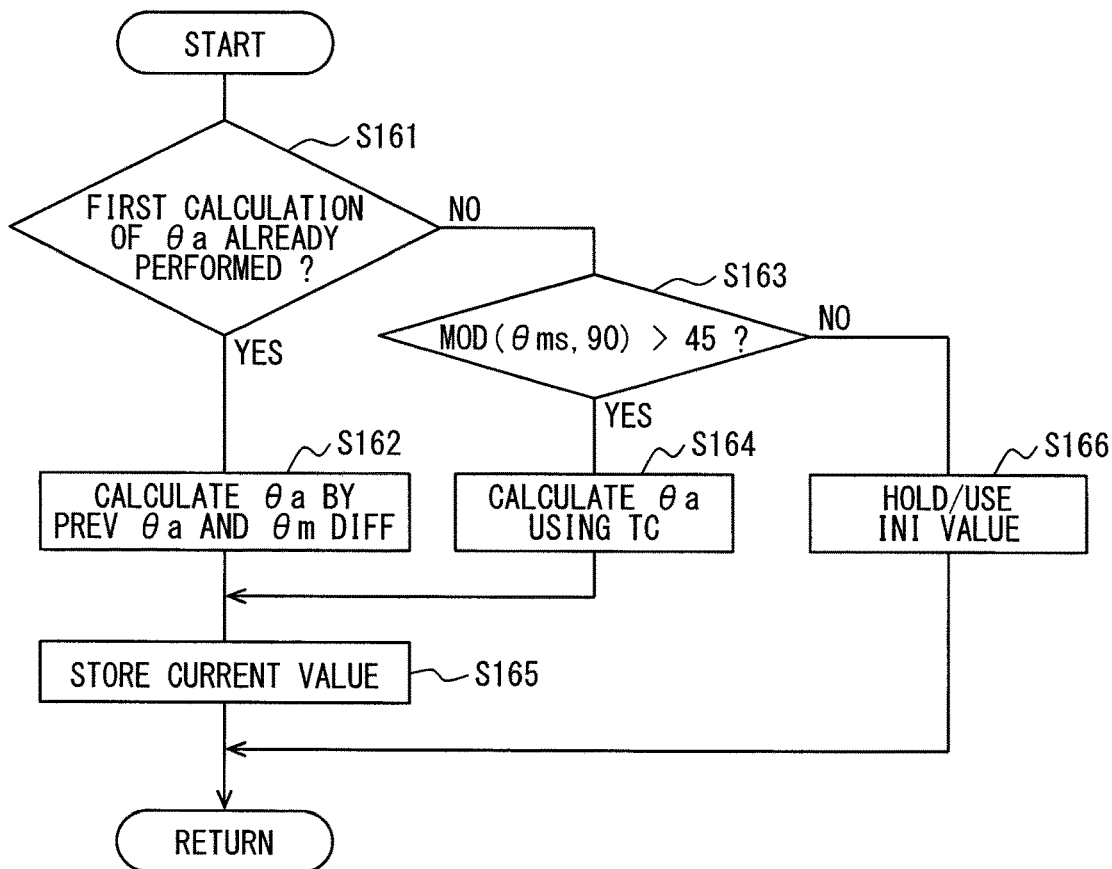 START
S161
FIRST CALCULATION
OF θa ALREADY
PERFORMED ?
NO
YES
S163
MOD(θms, 90) > 45 ?
NO
YES
S162
CALCULATE θa BY
PREV θa AND θm DIFF
S164
CALCULATE θa
USING TC
S166
HOLD/USE
INI VALUE
STORE CURRENT VALUE
S165
RETURN